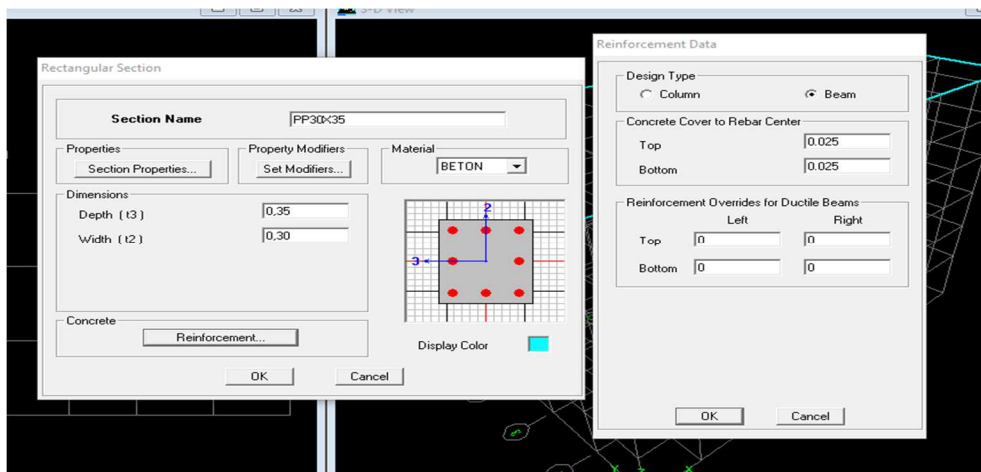 3-D View
Rectangular Section
Section Name PP30X35
Properties
Section Properties...
Property Modifiers
Set Modifiers...
Material
BETON
Dimensions
Depth ( t3 ) 0,35
Width ( t2 ) 0,30
2
3
Concrete
Reinforcement...
Display Color
OK Cancel
Reinforcement Data
Design Type
Column Beam
Concrete Cover to Rebar Center
Top 0.025
Bottom 0.025
Reinforcement Overrides for Ductile Beams
Left Right
Top 0 0
Bottom 0 0
OK Cancel